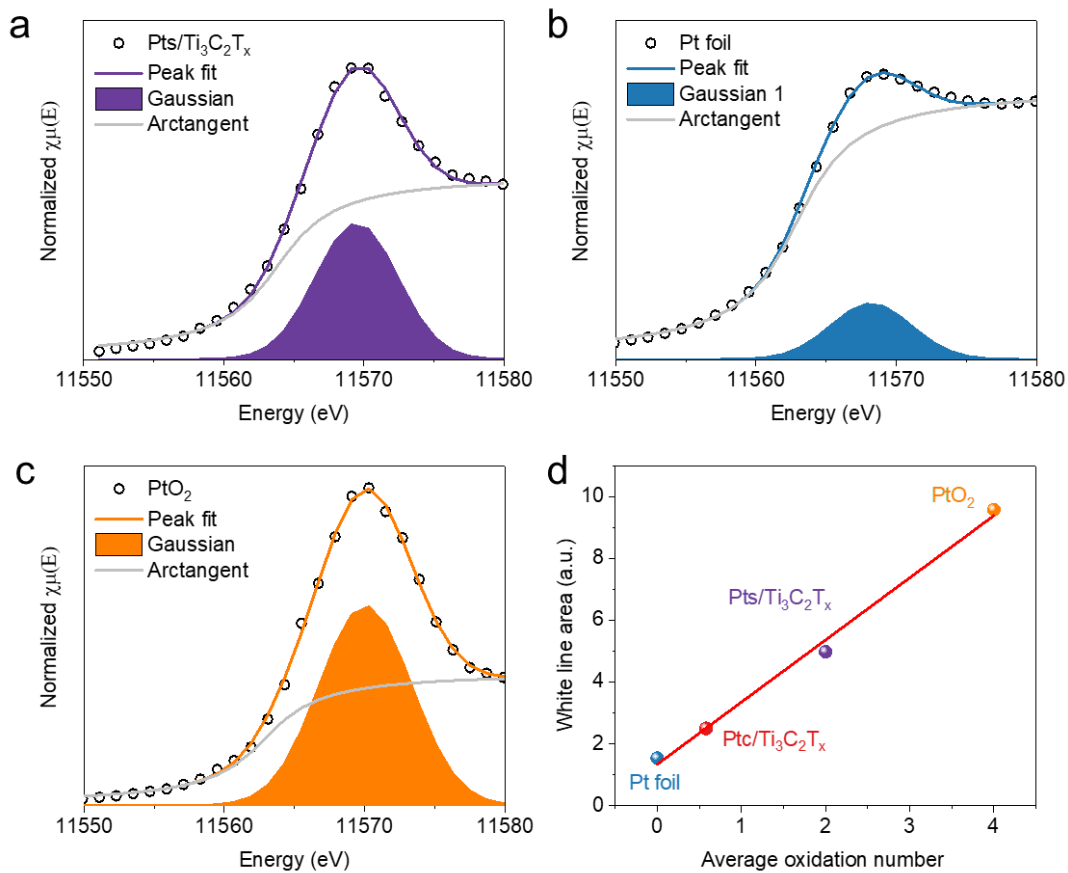 a
Pts/Ti₃C₂Tₓ
Peak fit
Gaussian
Arctangent
Normalized χμ(E)
11550 11560 11570 11580
Energy (eV)
b
Pt foil
Peak fit
Gaussian 1
Arctangent
Normalized χμ(E)
11550 11560 11570 11580
Energy (eV)
c
PtO₂
Peak fit
Gaussian
Arctangent
Normalized χμ(E)
11550 11560 11570 11580
Energy (eV)
d
10
8
6
4
2
0
White line area (a.u.)
PtO₂
Pts/Ti₃C₂Tₓ
Ptc/Ti₃C₂Tₓ
Pt foil
0 1 2 3 4
Average oxidation number